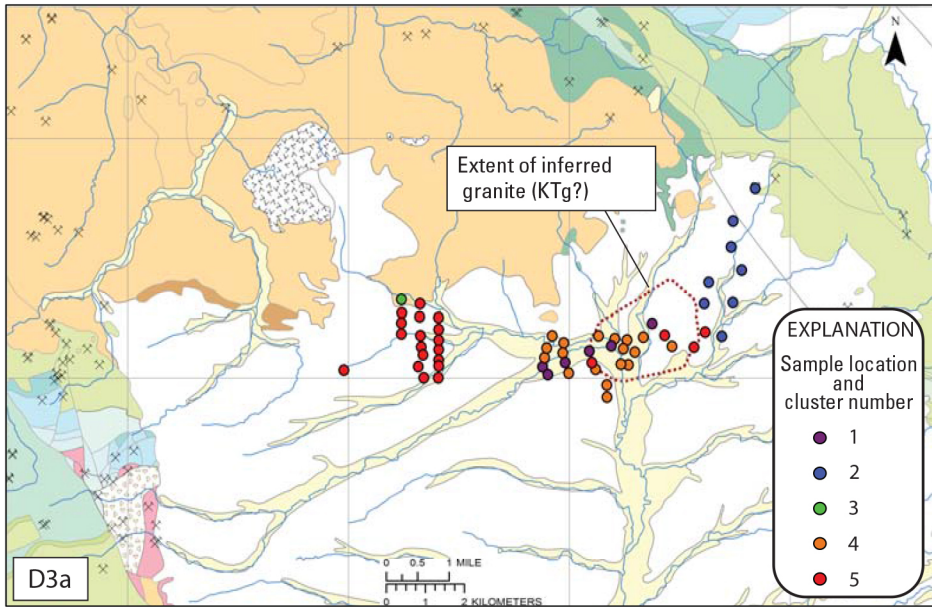 N
Extent of inferred
granite (KTg?)
EXPLANATION
Sample location
and
cluster number
1
2
3
4
5
D3a
0 0.5 1 MILE
0 1 2 KILOMETERS